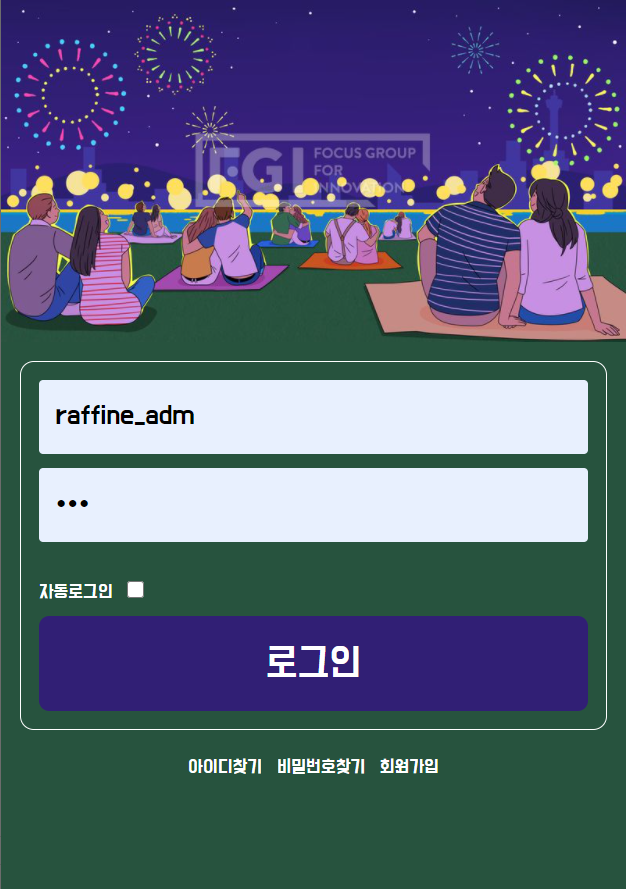 FGI
FOCUS GROUP
FOR
INNOVATION
raffine_adm
•••
자동로그인
로그인
아이디찾기 비밀번호찾기 회원가입